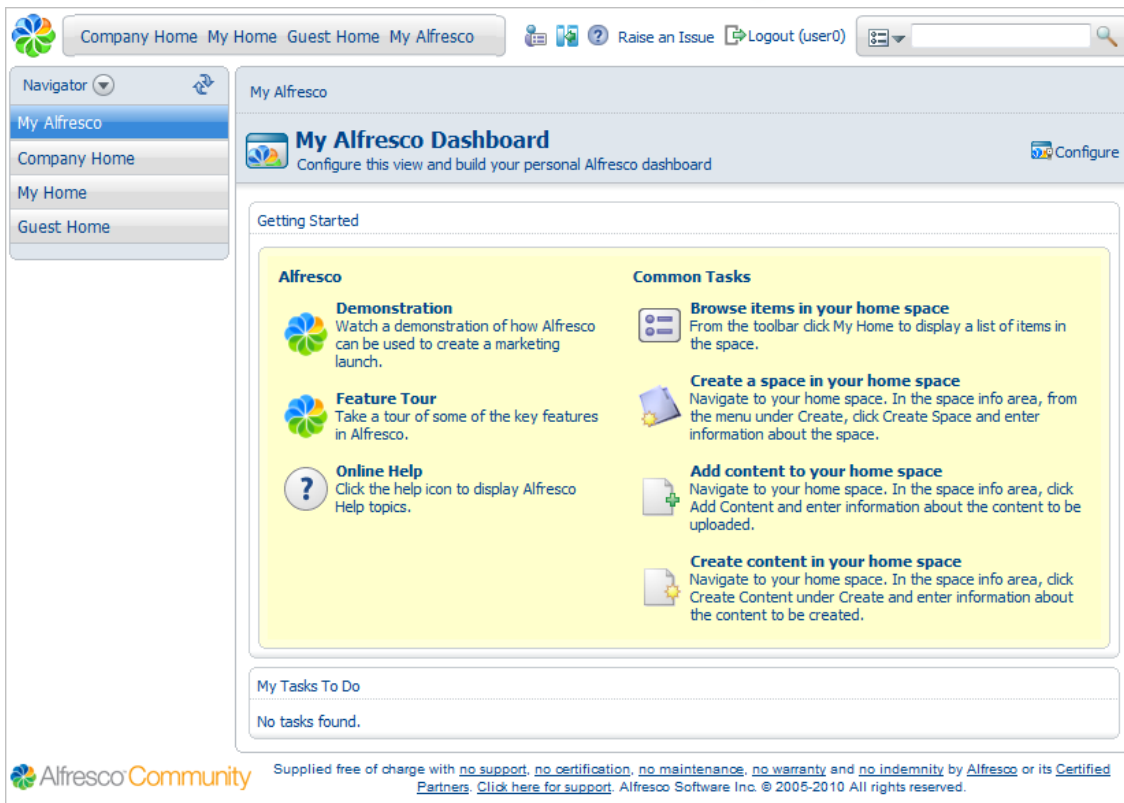 Company Home My Home Guest Home My Alfresco
Raise an Issue Logout (user0)
Navigator
My Alfresco
Company Home
My Home
Guest Home
My Alfresco
My Alfresco Dashboard
Configure this view and build your personal Alfresco dashboard
Configure
Getting Started
Alfresco
Demonstration
Watch a demonstration of how Alfresco
can be used to create a marketing
launch.
Feature Tour
Take a tour of some of the key features
in Alfresco.
?
Online Help
Click the help icon to display Alfresco
Help topics.
Common Tasks
Browse items in your home space
From the toolbar click My Home to display a list of items in
the space.
Create a space in your home space
Navigate to your home space. In the space info area, from
the menu under Create, click Create Space and enter
information about the space.
Add content to your home space
Navigate to your home space. In the space info area, click
Add Content and enter information about the content to be
uploaded.
Create content in your home space
Navigate to your home space. In the space info area, click
Create Content under Create and enter information about
the content to be created.
My Tasks To Do
No tasks found.
Alfresco Community
Supplied free of charge with no support, no certification, no maintenance, no warranty and no indemnity by Alfresco or its Certified
Partners. Click here for support. Alfresco Software Inc. © 2005-2010 All rights reserved.